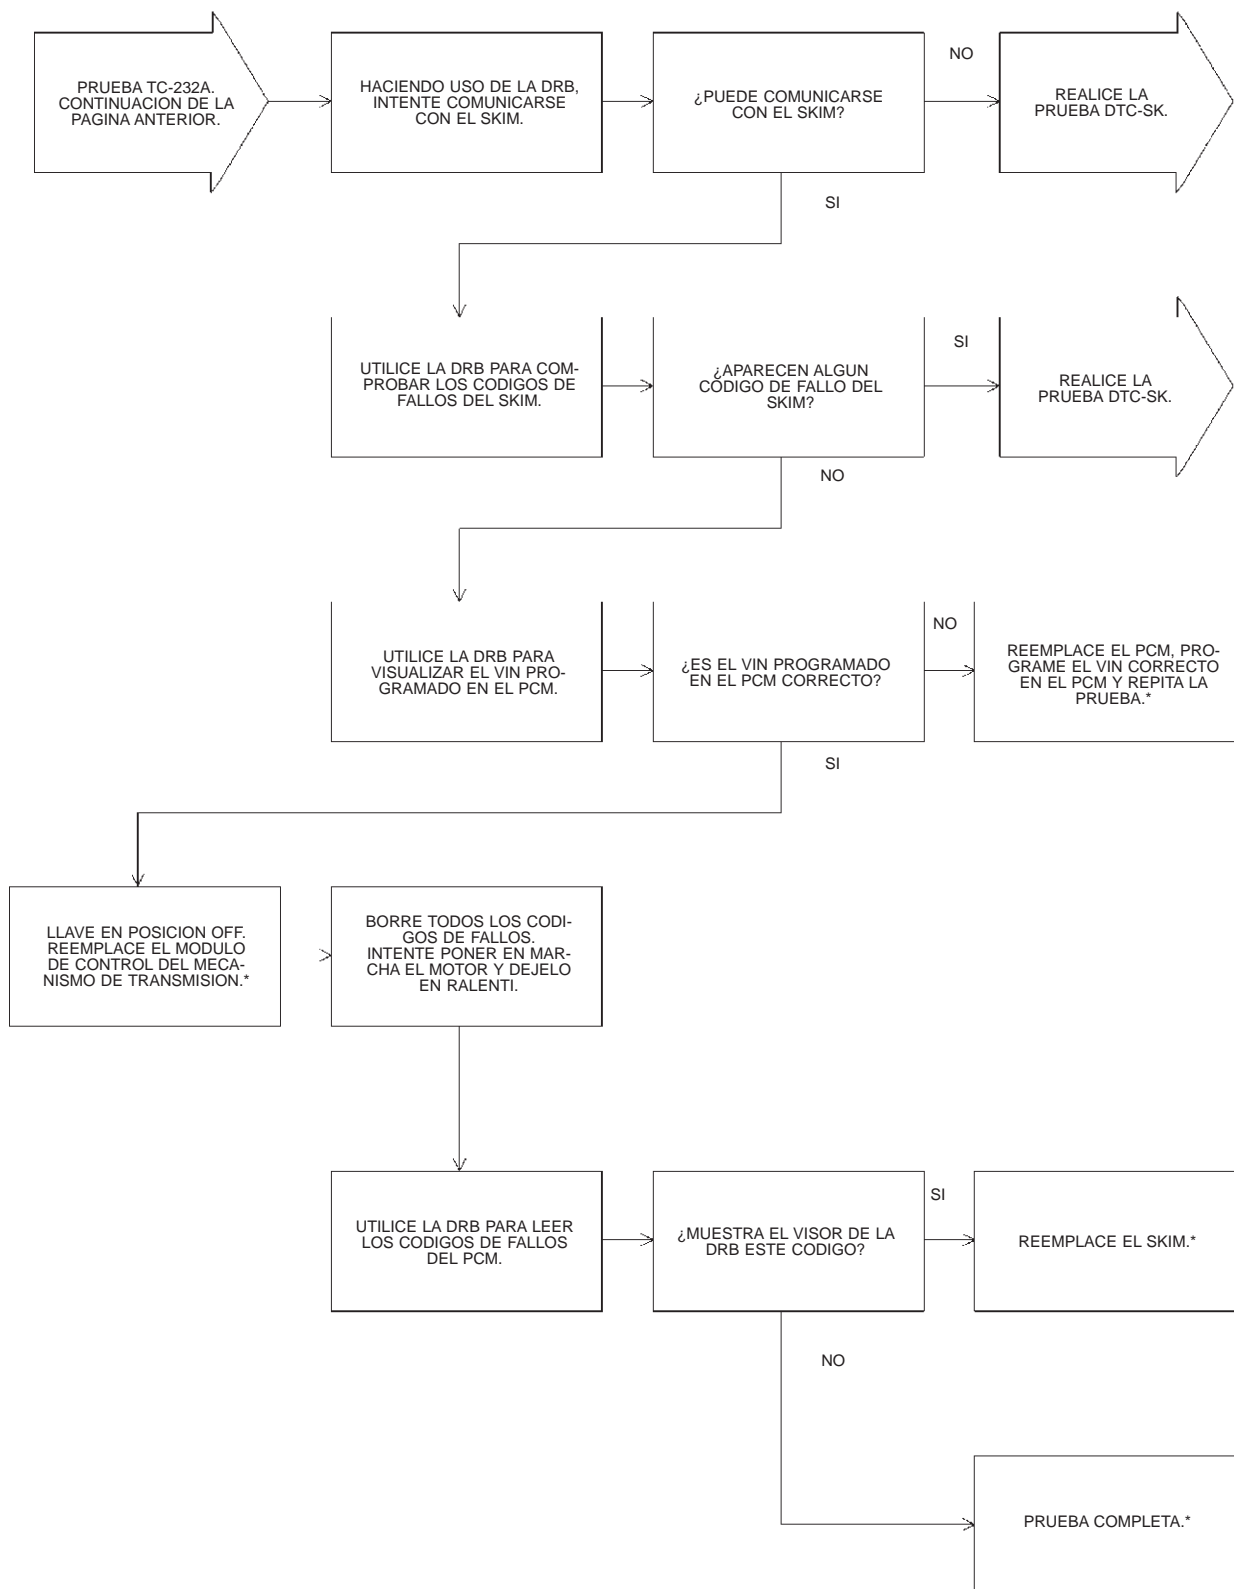 PRUEBA TC-232A.
CONTINUACION DE LA
PAGINA ANTERIOR.
HACIENDO USO DE LA DRB,
INTENTE COMUNICARSE
CON EL SKIM.
¿PUEDE COMUNICARSE
CON EL SKIM?
NO
REALICE LA
PRUEBA DTC-SK.
SI
UTILICE LA DRB PARA COM-
PROBAR LOS CODIGOS DE
FALLOS DEL SKIM.
¿APARECEN ALGUN
CODIGO DE FALLO DEL
SKIM?
SI
REALICE LA
PRUEBA DTC-SK.
NO
UTILICE LA DRB PARA
VISUALIZAR EL VIN PRO-
GRAMADO EN EL PCM.
¿ES EL VIN PROGRAMADO
EN EL PCM CORRECTO?
NO
REEMPLACE EL PCM, PRO-
GRAME EL VIN CORRECTO
EN EL PCM Y REPITA LA
PRUEBA.*
SI
LLAVE EN POSICION OFF.
REEMPLACE EL MODULO
DE CONTROL DEL MECA-
NISMO DE TRANSMISION.*
BORRE TODOS LOS CODI-
GOS DE FALLOS.
INTENTE PONER EN MAR-
CHA EL MOTOR Y DEJELO
EN RALENTI.
UTILICE LA DRB PARA LEER
LOS CODIGOS DE FALLOS
DEL PCM.
¿MUESTRA EL VISOR DE LA
DRB ESTE CODIGO?
SI
REEMPLACE EL SKIM.*
NO
PRUEBA COMPLETA.*